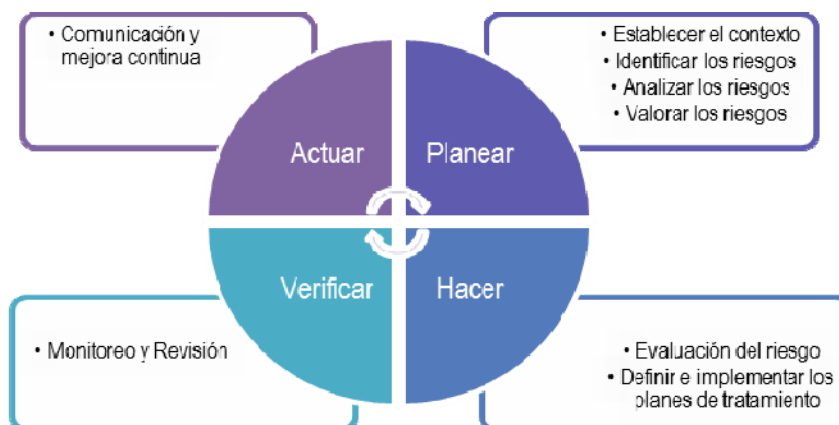 • Comunicación y
mejora continua
• Establecer el contexto
• Identificar los riesgos
• Analizar los riesgos
• Valorar los riesgos
Actuar
Planear
Verificar
Hacer
• Monitoreo y Revisión
• Evaluación del riesgo
• Definir e implementar los
planes de tratamiento